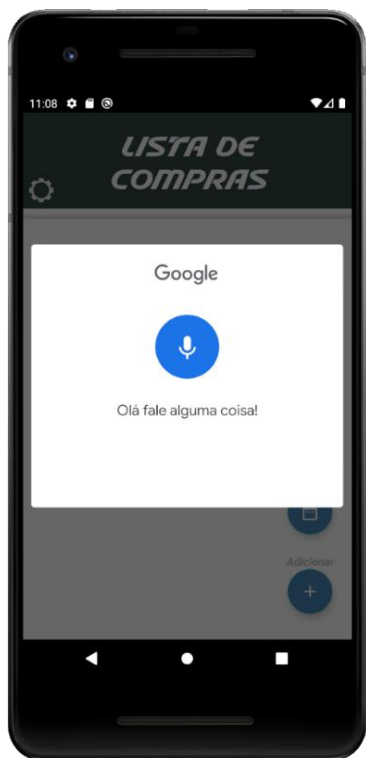 11:08
LISTA DE
COMPRAS
Google
Olá fale alguma coisa!
Adicionar